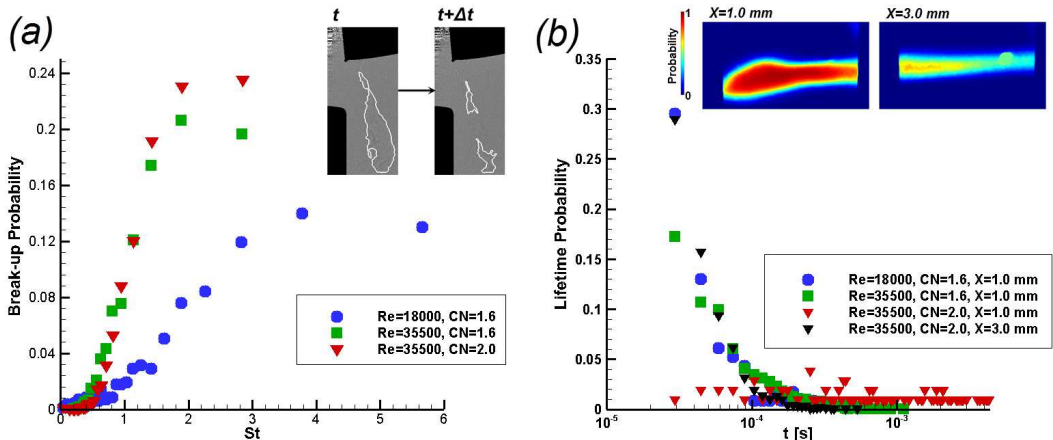 (a)
t
t+Δt
Break-up Probability
0.24
0.2
0.16
0.12
0.08
0.04
0
0 1 2 3 4 5 6
St
Re=18000, CN=1.6
Re=35500, CN=1.6
Re=35500, CN=2.0
(b)
1
Probability
0
X=1.0 mm
X=3.0 mm
Lifetime Probability
0.35
0.3
0.25
0.2
0.15
0.1
0.05
0
10-5 10-4 10-3
t [s]
Re=18000, CN=1.6, X=1.0 mm
Re=35500, CN=1.6, X=1.0 mm
Re=35500, CN=2.0, X=1.0 mm
Re=35500, CN=2.0, X=3.0 mm